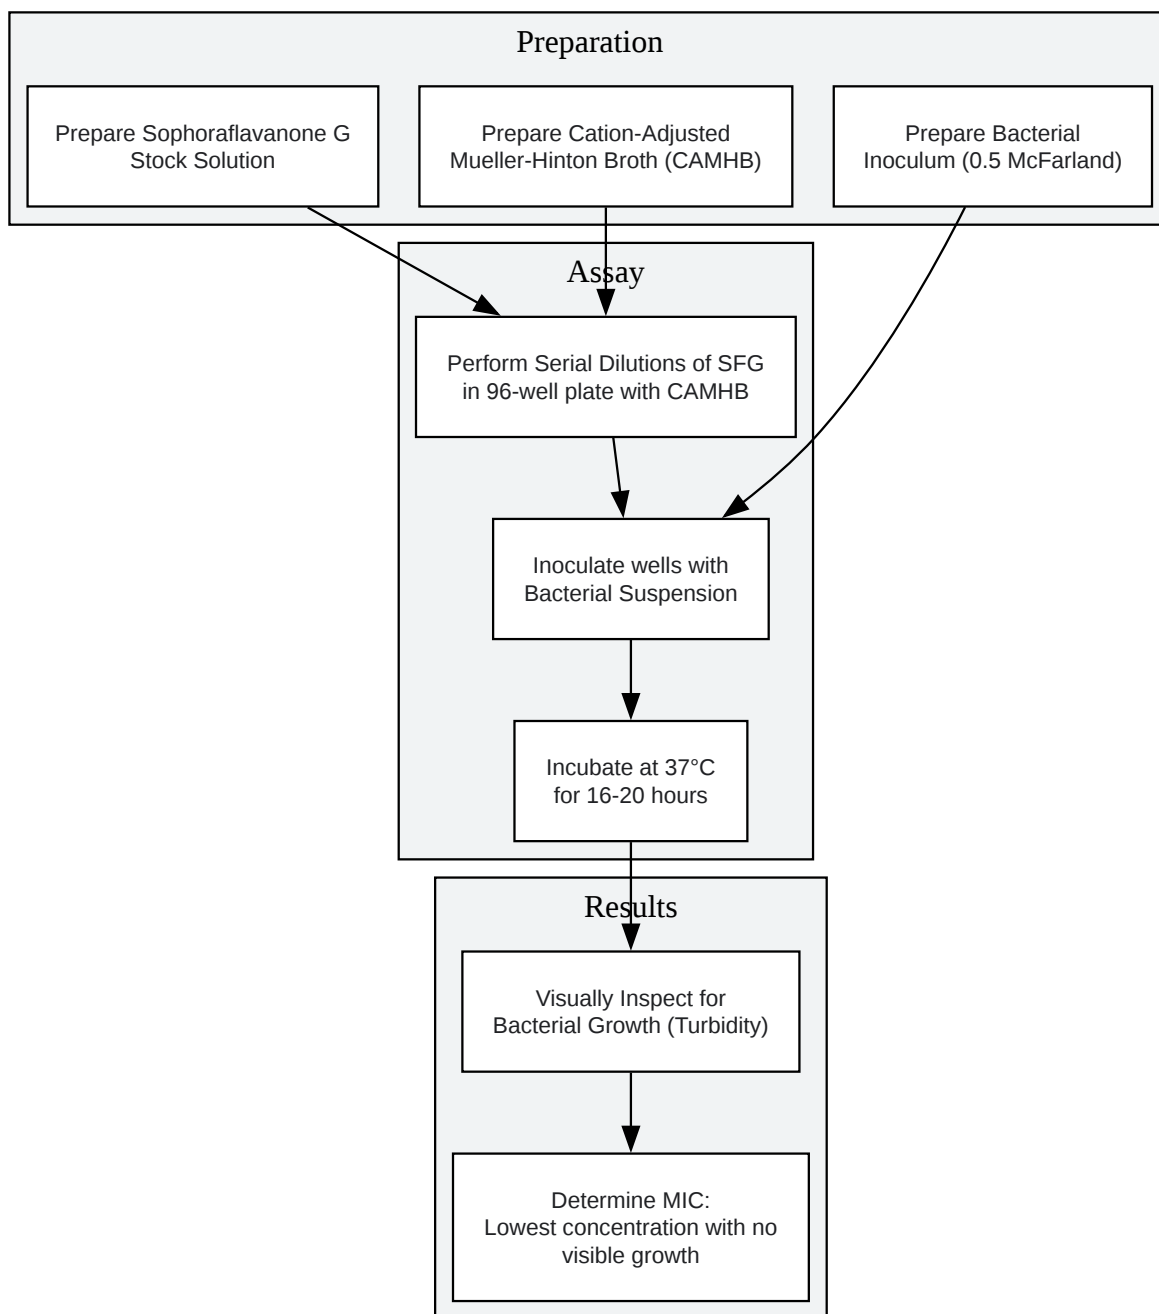 Preparation
Prepare Sophoraflavanone G
Stock Solution
Prepare Cation-Adjusted
Mueller-Hinton Broth (CAMHB)
Prepare Bacterial
Inoculum (0.5 McFarland)
Assay
Perform Serial Dilutions of SFG
in 96-well plate with CAMHB
Inoculate wells with
Bacterial Suspension
Incubate at 37°C
for 16-20 hours
Results
Visually Inspect for
Bacterial Growth (Turbidity)
Determine MIC:
Lowest concentration with no
visible growth